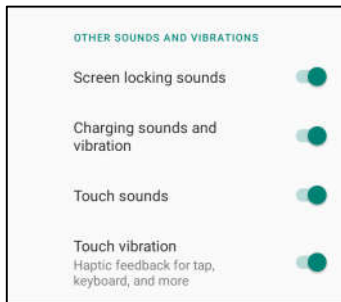 OTHER SOUNDS AND VIBRATIONS
Screen locking sounds
Charging sounds and
vibration
Touch sounds
Touch vibration
Haptic feedback for tap,
keyboard, and more